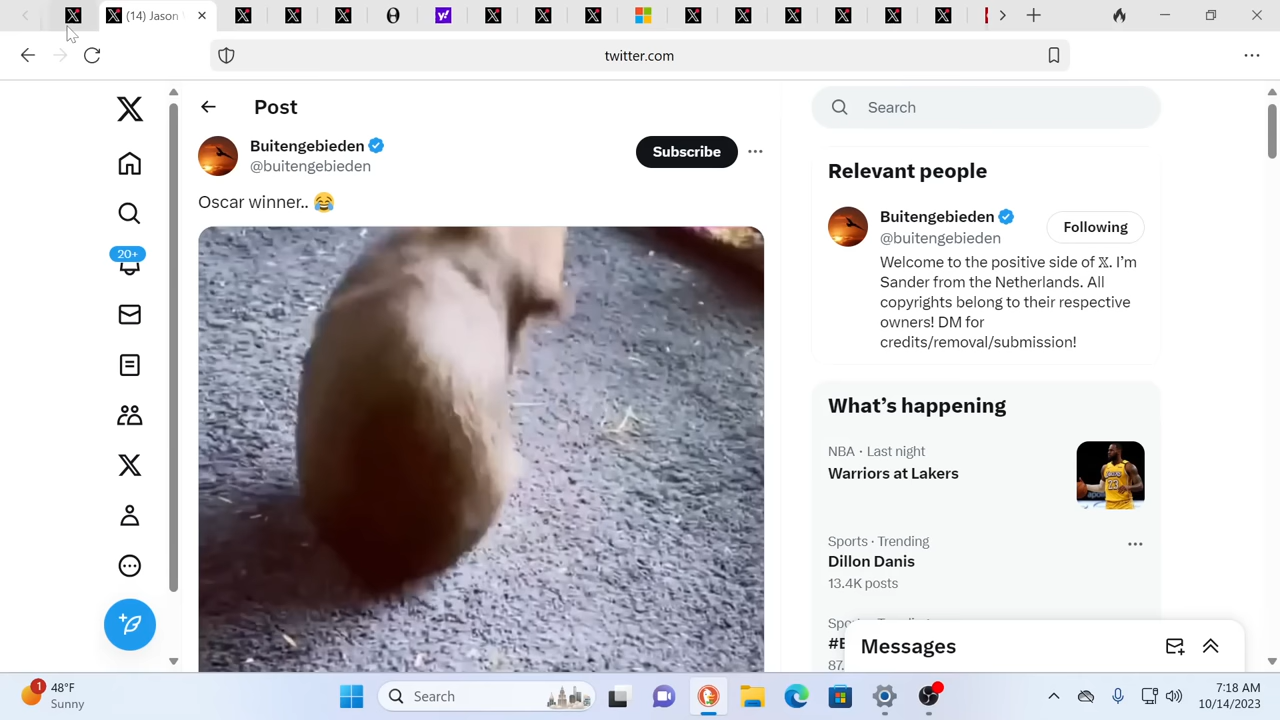 (14) Jason
twitter.com
Post
Search
Buitengebieden
@buitengebieden
Subscribe
Oscar winner.. 😂
Relevant people
Buitengebieden
@buitengebieden
Following
Welcome to the positive side of 𝕏. I'm
Sander from the Netherlands. All
copyrights belong to their respective
owners! DM for
credits/removal/submission!
20+
What's happening
NBA · Last night
Warriors at Lakers
Sports · Trending
Dillon Danis
13.4K posts
Messages
1
48°F
Sunny
Search
7:18 AM
10/14/2023